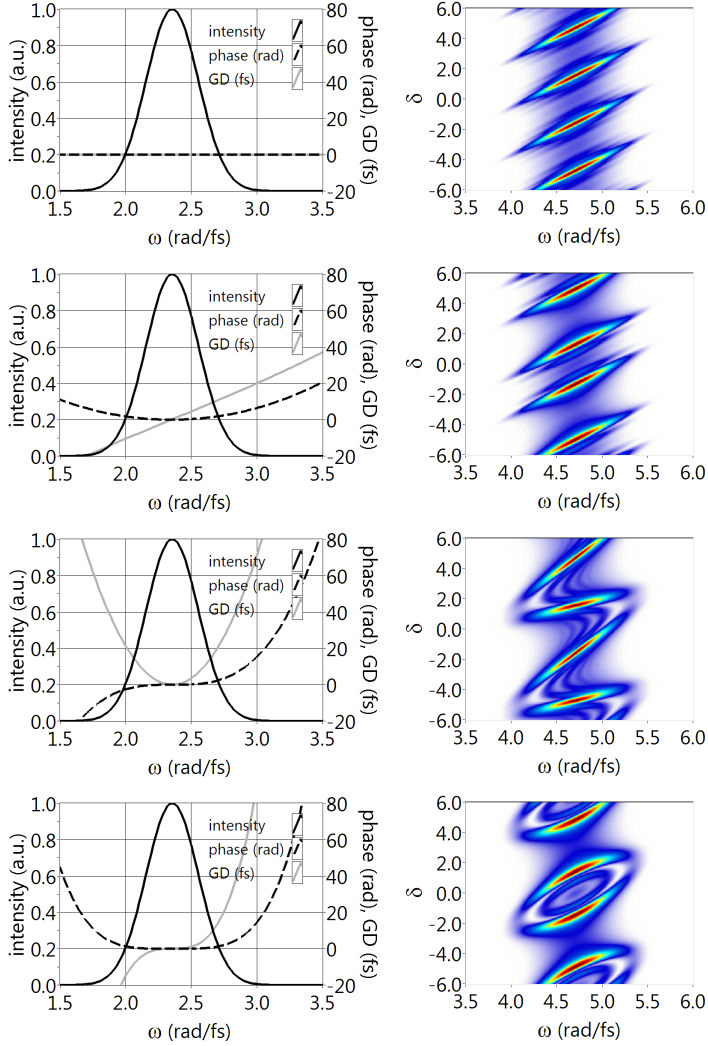 intensity (a.u.)
1.0
0.8
0.6
0.4
0.2
0.0
intensity
phase (rad)
GD (fs)
80
60
40
20
0
-20
phase (rad), GD (fs)
1.5 2.0 2.5 3.0 3.5
ω (rad/fs)
δ
6.0
4.0
2.0
0.0
-2.0
-4.0
-6.0
3.5 4.0 4.5 5.0 5.5 6.0
ω (rad/fs)
intensity (a.u.)
1.0
0.8
0.6
0.4
0.2
0.0
intensity
phase (rad)
GD (fs)
80
60
40
20
0
-20
phase (rad), GD (fs)
1.5 2.0 2.5 3.0 3.5
ω (rad/fs)
δ
6.0
4.0
2.0
0.0
-2.0
-4.0
-6.0
3.5 4.0 4.5 5.0 5.5 6.0
ω (rad/fs)
intensity (a.u.)
1.0
0.8
0.6
0.4
0.2
0.0
intensity
phase (rad)
GD (fs)
80
60
40
20
0
-20
phase (rad), GD (fs)
1.5 2.0 2.5 3.0 3.5
ω (rad/fs)
δ
6.0
4.0
2.0
0.0
-2.0
-4.0
-6.0
3.5 4.0 4.5 5.0 5.5 6.0
ω (rad/fs)
intensity (a.u.)
1.0
0.8
0.6
0.4
0.2
0.0
intensity
phase (rad)
GD (fs)
80
60
40
20
0
-20
phase (rad), GD (fs)
1.5 2.0 2.5 3.0 3.5
ω (rad/fs)
δ
6.0
4.0
2.0
0.0
-2.0
-4.0
-6.0
3.5 4.0 4.5 5.0 5.5 6.0
ω (rad/fs)